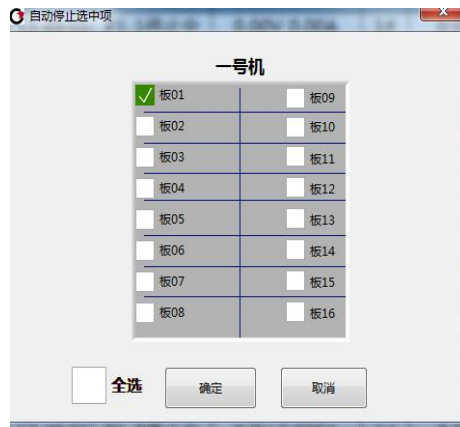 自动停止选中项
一号机
板01 板09
板02 板10
板03 板11
板04 板12
板05 板13
板06 板14
板07 板15
板08 板16
全选 确定 取消